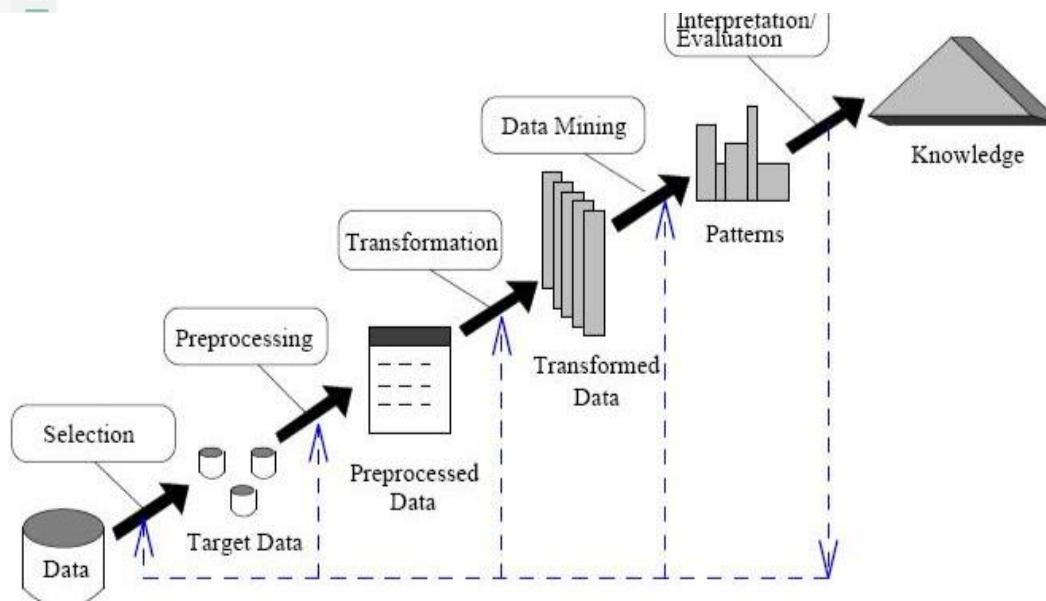 Interpretation/
Evaluation
Knowledge
Data Mining
Patterns
Transformation
Transformed
Data
Preprocessing
Preprocessed
Data
Selection
Target Data
Data